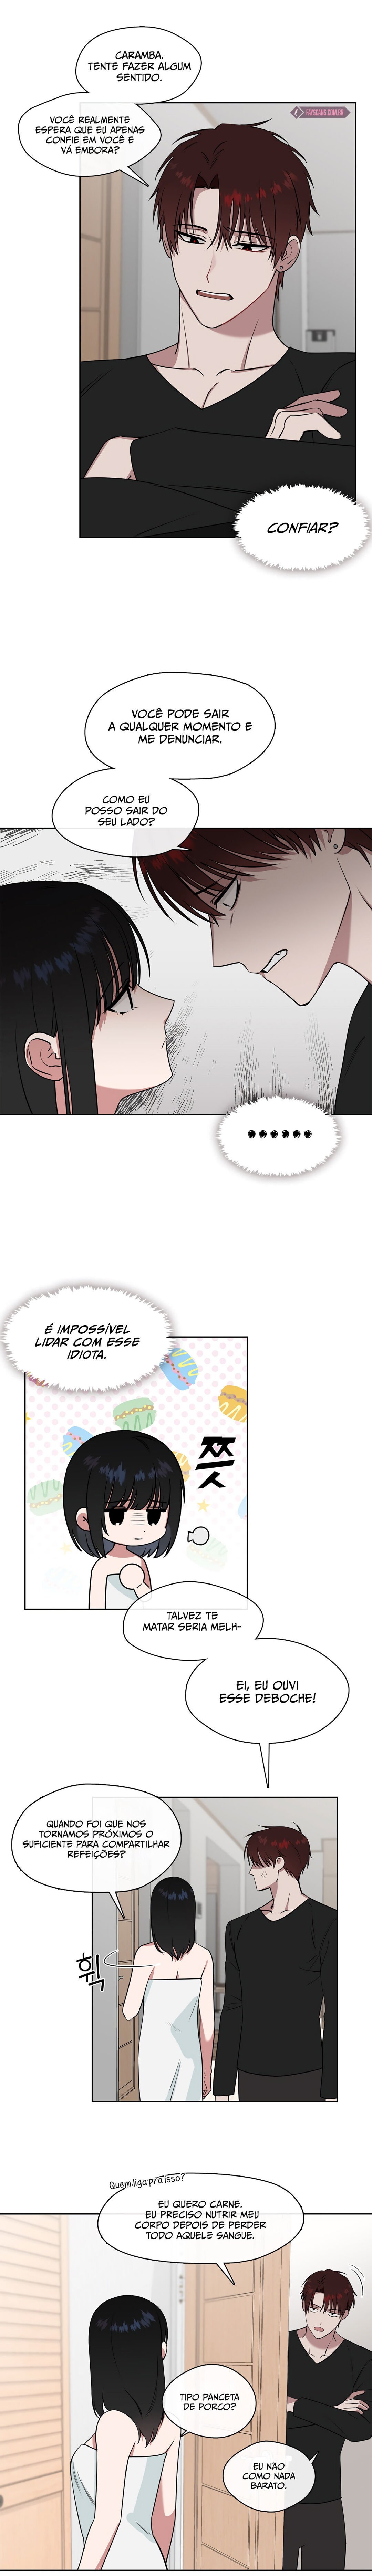 CARAMBA.
TENTE FAZER ALGUM
SENTIDO.
FAYSCANS.COM.BR
VOCÊ REALMENTE
ESPERA QUE EU APENAS
CONFIE EM VOCÊ E
VÁ EMBORA?
CONFIAR?
VOCÊ PODE SAIR
A QUALQUER MOMENTO E
ME DENUNCIAR.
COMO EU
POSSO SAIR DO
SEU LADO?
......
É IMPOSSÍVEL
LIDAR COM ESSE
IDIOTA.
쯧
TALVEZ TE
MATAR SERIA MELH-
EI, EU OUVI
ESSE DEBOCHE!
QUANDO FOI QUE NOS
TORNAMOS PRÓXIMOS O
SUFICIENTE PARA COMPARTILHAR
REFEIÇÕES?
휙
Quem liga pra isso?
EU QUERO CARNE.
EU PRECISO NUTRIR MEU
CORPO DEPOIS DE PERDER
TODO AQUELE SANGUE.
TIPO PANCETA
DE PORCO?
EU NÃO
COMO NADA
BARATO.